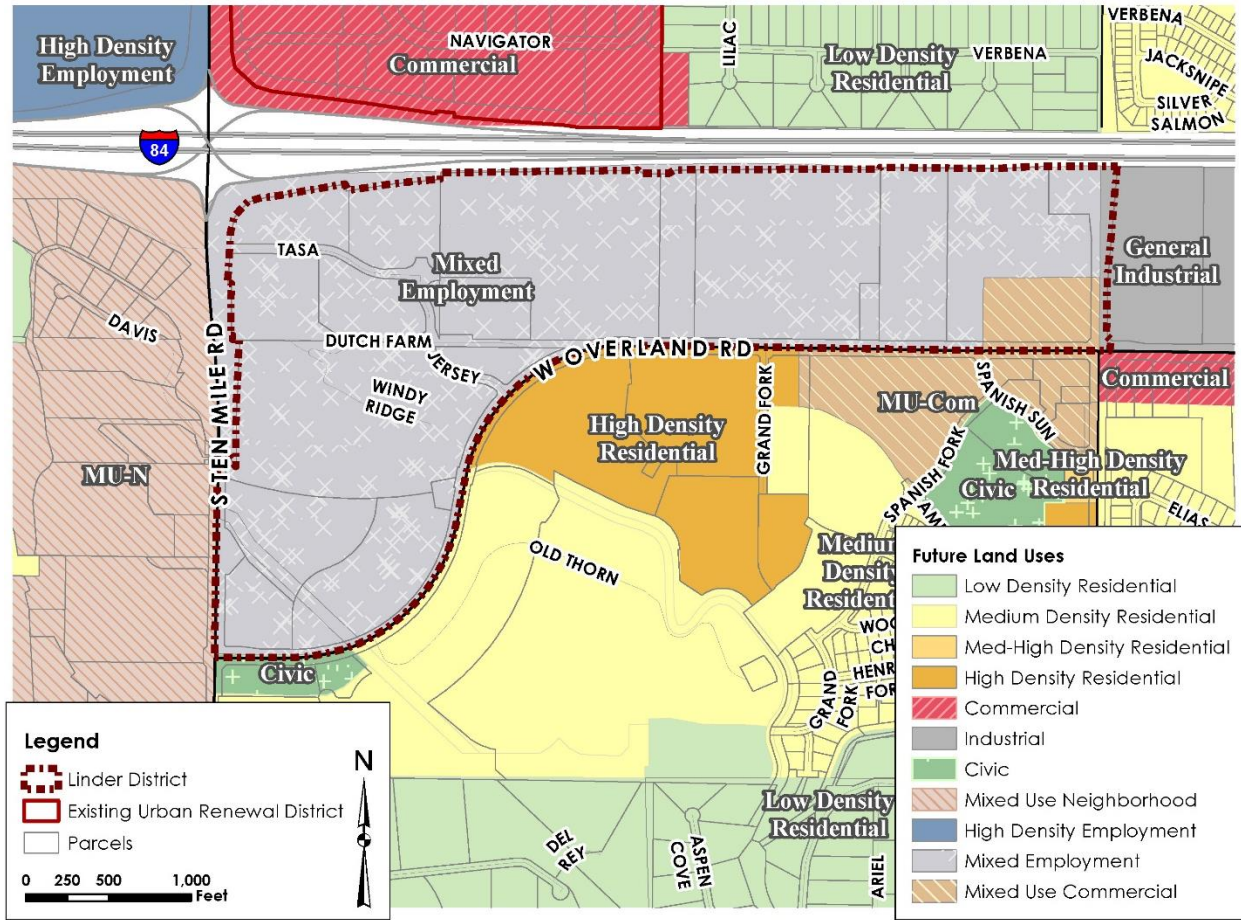 High Density
Employment
NAVIGATOR
Commercial
LILAC
Low Density
Residential
VERBENA
VERBENA
JACKSNIPE
SILVER
SALMON
84
TASA
Mixed
Employment
General
Industrial
DAVIS
DUTCH FARM
JERSEY
W OVERLAND RD
WINDY
RIDGE
S TEN MILE RD
MU-N
High Density
Residential
GRAND FORK
MU-Com
SPANISH SUN
Commercial
SPANISH FORK
Civic
Med-High Density
Residential
ELIAS
OLD THORN
Medium
Density
Residential
GRAND
FORK
Civic
Low Density
Residential
DEL
REY
ASPEN
COVE
ARIEL
Legend
Linder District
Existing Urban Renewal District
Parcels
0 250 500 1,000
Feet
N
Future Land Uses
Low Density Residential
Medium Density Residential
Med-High Density Residential
High Density Residential
Commercial
Industrial
Civic
Mixed Use Neighborhood
High Density Employment
Mixed Employment
Mixed Use Commercial